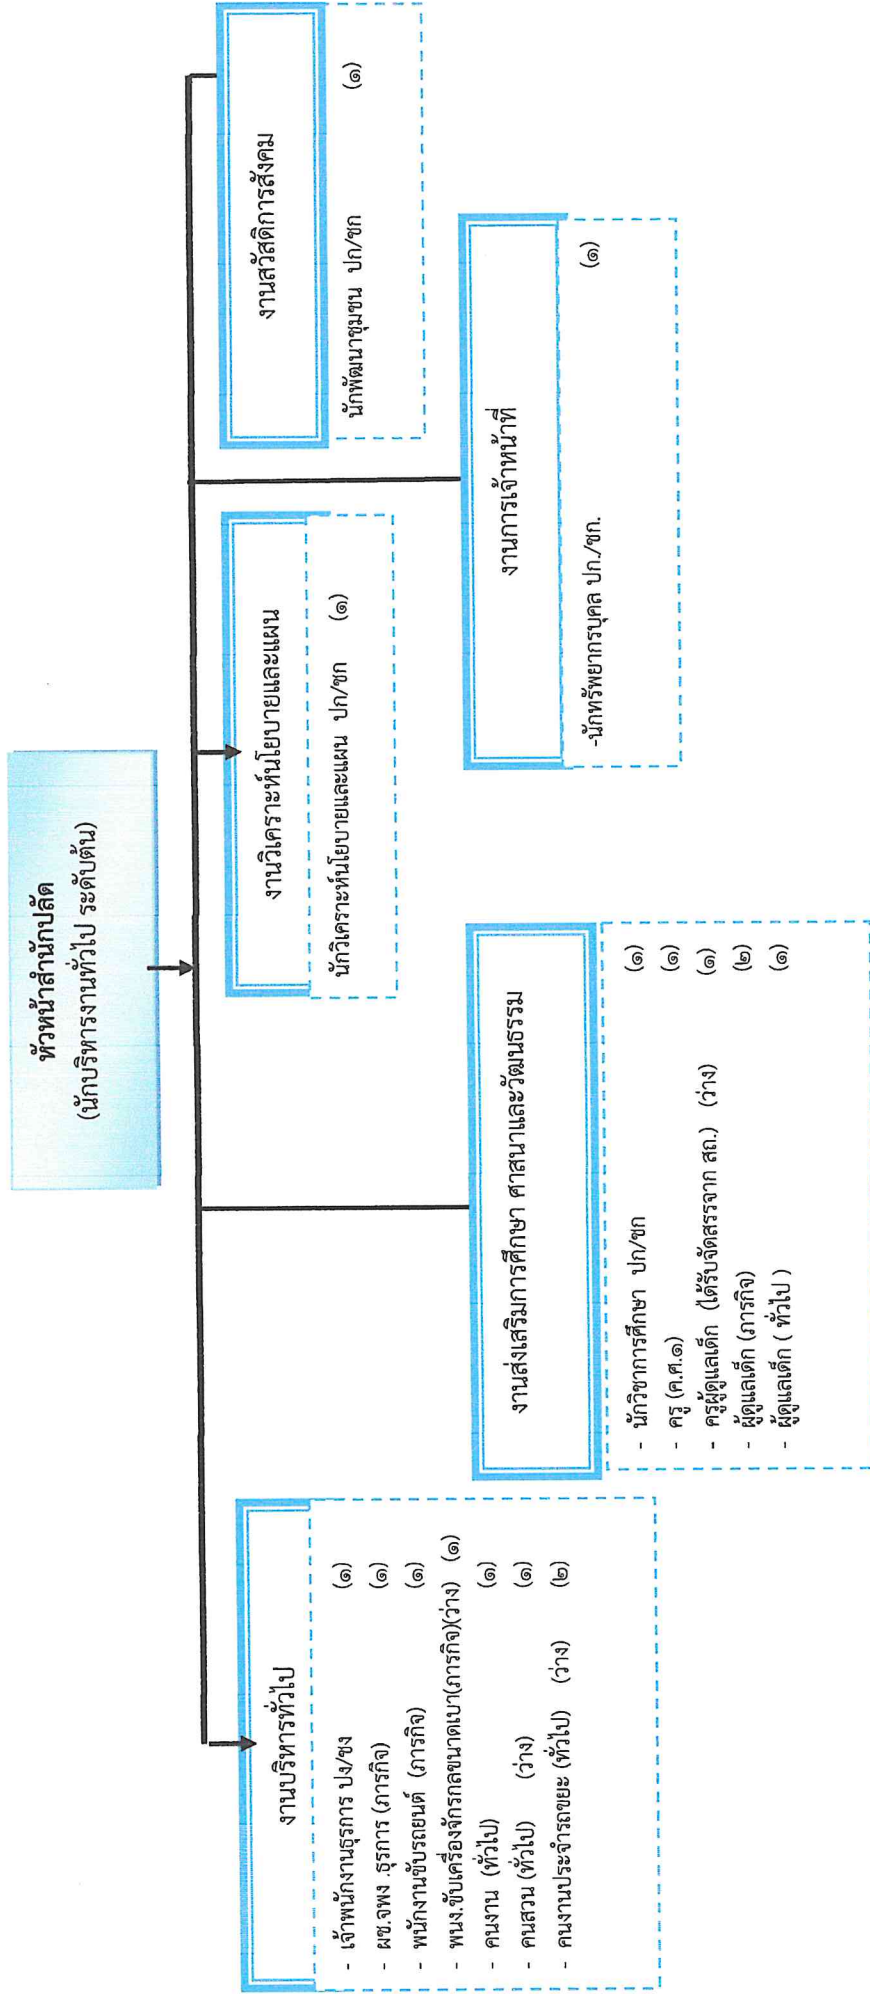 หัวหน้าสำนักปลัด
(นักบริหารงานทั่วไป ระดับต้น)
งานบริหารทั่วไป
- เจ้าพนักงานธุรการ ปง/ชง (๑)
- ผช.จพง .ธุรการ (ภารกิจ) (๑)
- พนักงานขับรถยนต์ (ภารกิจ) (๑)
- พนง.ขับเครื่องจักรกลขนาดเบา(ภารกิจ)(ว่าง) (๑)
- คนงาน (ทั่วไป) (๑)
- คนสวน (ทั่วไป) (ว่าง) (๑)
- คนงานประจำรถขยะ (ทั่วไป) (ว่าง) (๒)
งานส่งเสริมการศึกษา ศาสนาและวัฒนธรรม
- นักวิชาการศึกษา ปก/ชก (๑)
- ครู (ค.ศ.๑) (๑)
- ครูผู้ดูแลเด็ก (ได้รับจัดสรรจาก สถ.) (ว่าง) (๑)
- ผู้ดูแลเด็ก (ภารกิจ) (๒)
- ผู้ดูแลเด็ก ( ทั่วไป ) (๑)
งานวิเคราะห์นโยบายและแผน
นักวิเคราะห์นโยบายและแผน ปก/ชก (๑)
งานการเจ้าหน้าที่
-นักทรัพยากรบุคคล ปก./ชก. (๑)
งานสวัสดิการสังคม
นักพัฒนาชุมชน ปก/ชก (๑)